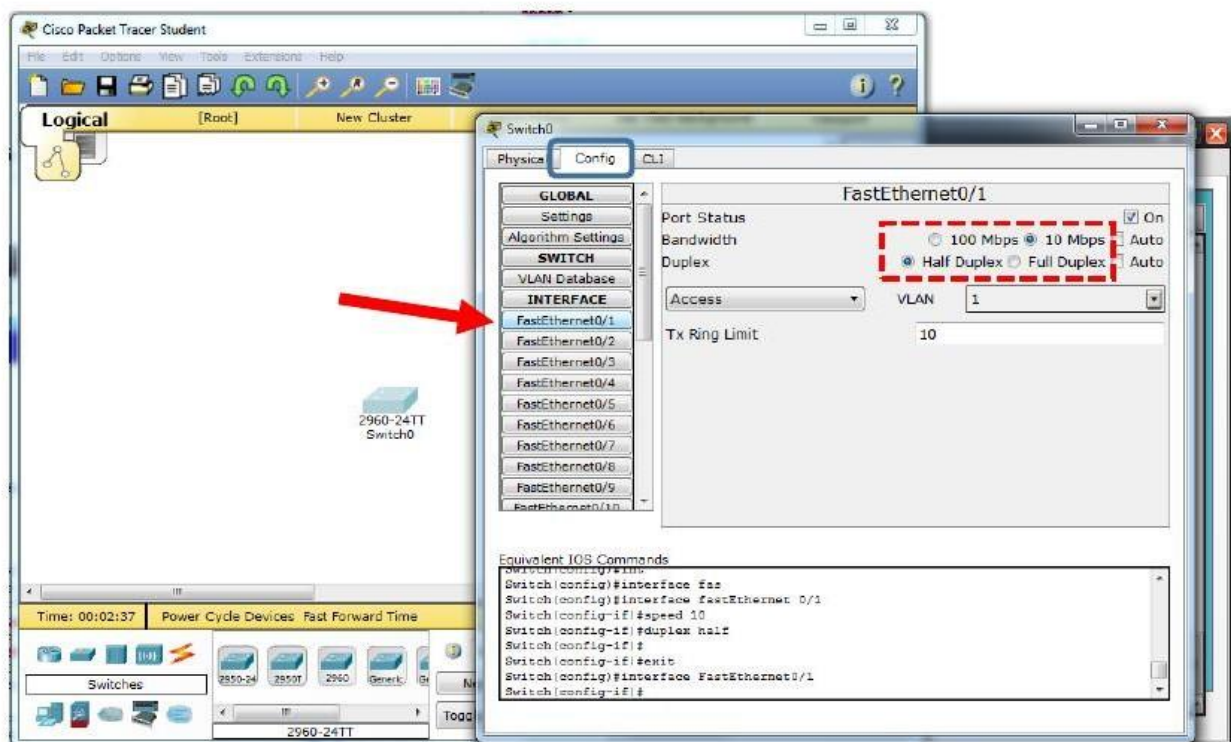 Cisco Packet Tracer Student
File Edit Options View Tools Extensions Help
Logical
[Root]
New Cluster
2960-24TT
Switch0
Time: 00:02:37
Power Cycle Devices Fast Forward Time
Switches
2950-24
2950T
2960
Generic
2960-24TT
Switch0
Physica
Config
CLI
GLOBAL
Settings
Algorithm Settings
SWITCH
VLAN Database
INTERFACE
FastEthernet0/1
FastEthernet0/2
FastEthernet0/3
FastEthernet0/4
FastEthernet0/5
FastEthernet0/6
FastEthernet0/7
FastEthernet0/8
FastEthernet0/9
FastEthernet0/10
FastEthernet0/1
Port Status On
Bandwidth 100 Mbps 10 Mbps Auto
Duplex Half Duplex Full Duplex Auto
Access VLAN 1
Tx Ring Limit 10
Equivalent IOS Commands
Switch(config)#int
Switch(config)#interface fas
Switch(config)#interface fastEthernet 0/1
Switch(config-if)#speed 10
Switch(config-if)#duplex half
Switch(config-if)#
Switch(config-if)#exit
Switch(config)#interface FastEthernet0/1
Switch(config-if)#